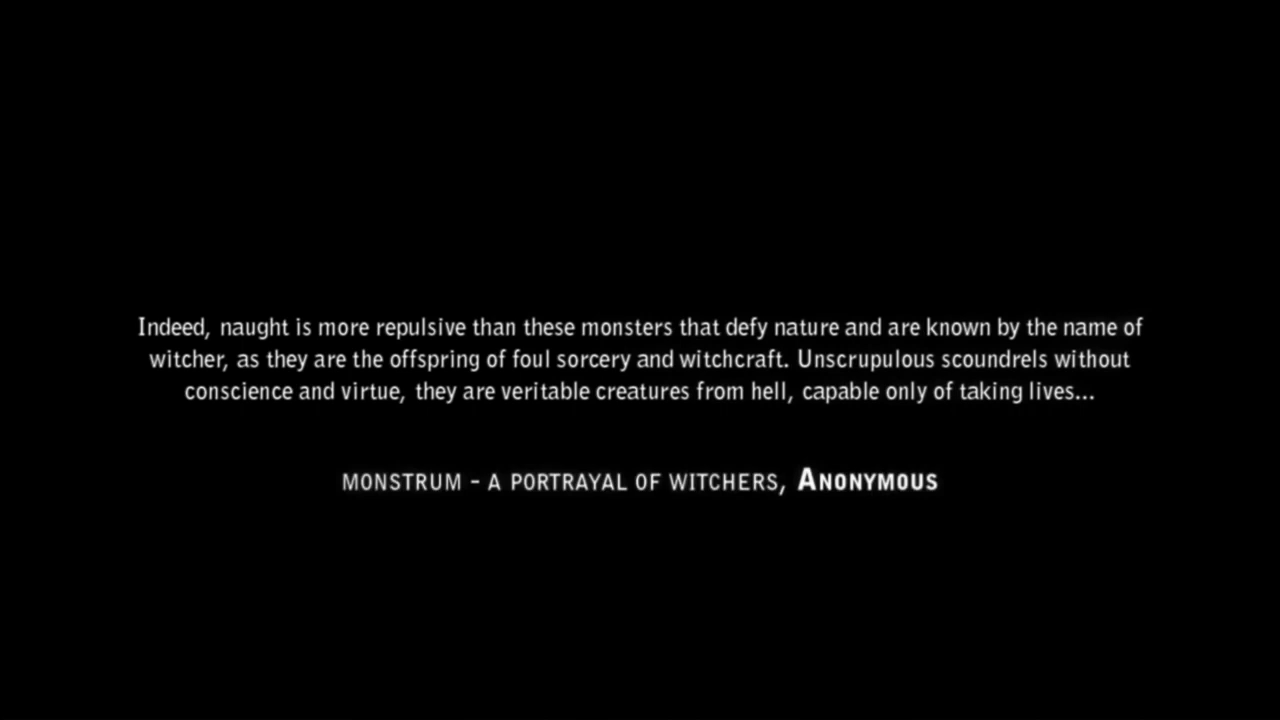 Indeed, naught is more repulsive than these monsters that defy nature and are known by the name of
witcher, as they are the offspring of foul sorcery and witchcraft. Unscrupulous scoundrels without
conscience and virtue, they are veritable creatures from hell, capable only of taking lives...
MONSTRUM - A PORTRAYAL OF WITCHERS, ANONYMOUS